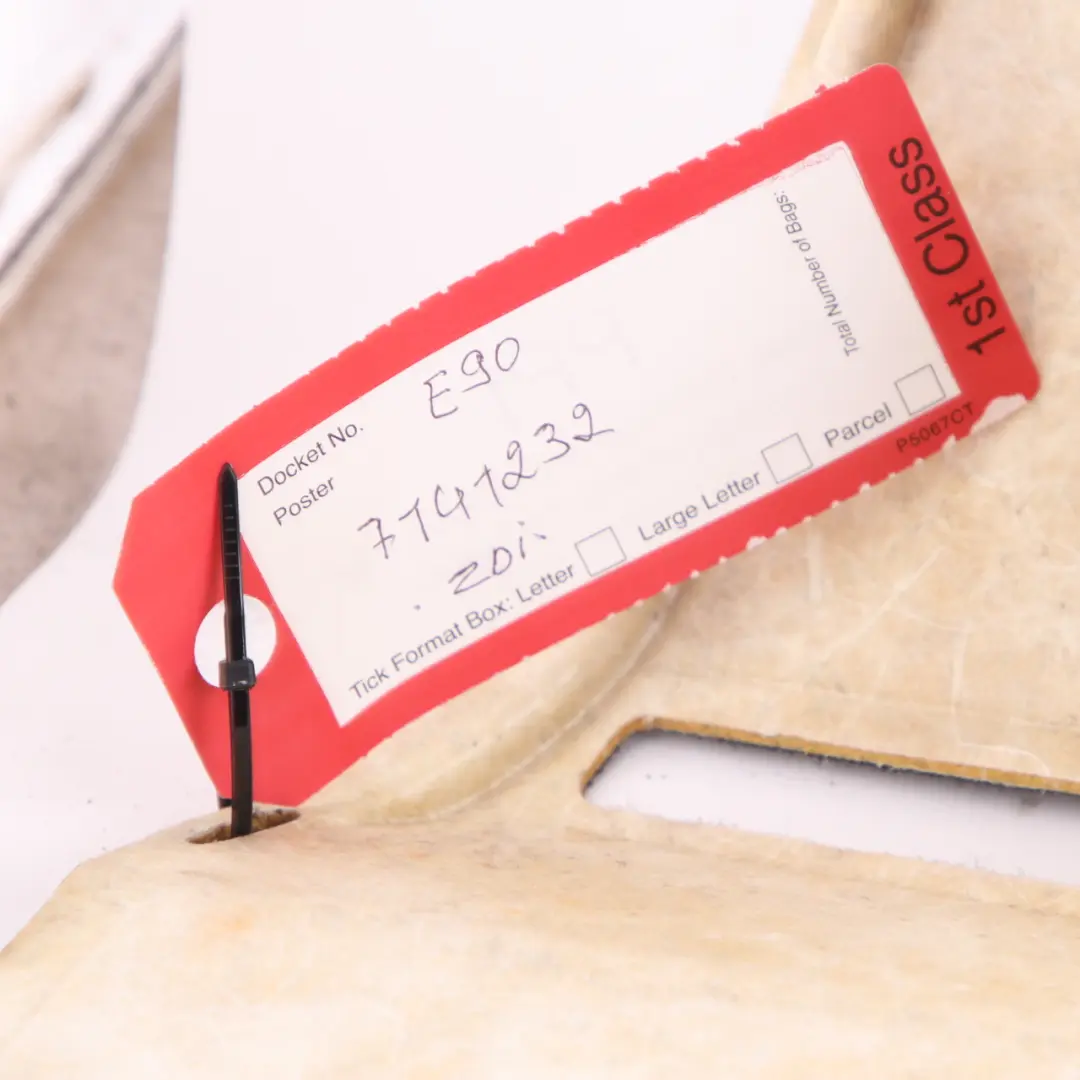 1st Class
Total Number of Bags:
Docket No. E90
Poster
7141232
.20i.
Tick Format Box: Letter Large Letter Parcel
P5067CT